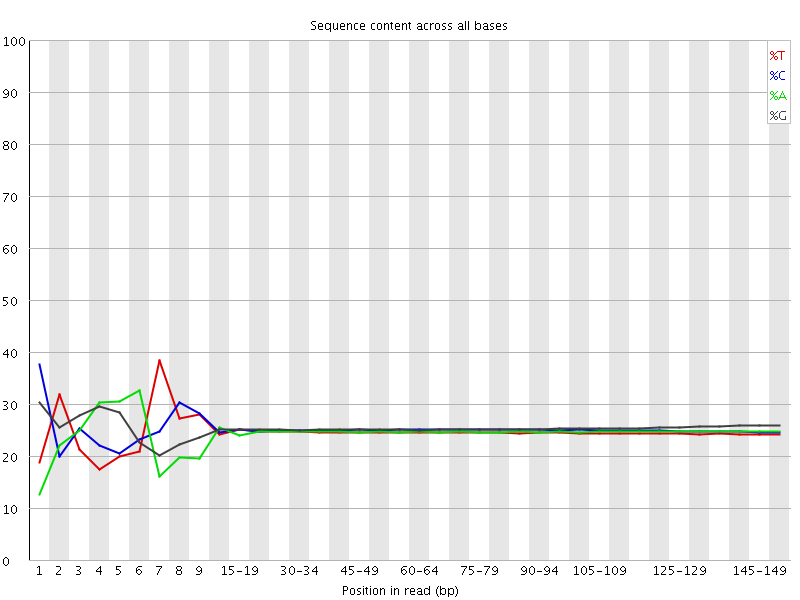 Sequence content across all bases
100
90
80
70
60
50
40
30
20
10
0
%T
%C
%A
%G
1 2 3 4 5 6 7 8 9 15-19 30-34 45-49 60-64 75-79 90-94 105-109 125-129 145-149
Position in read (bp)